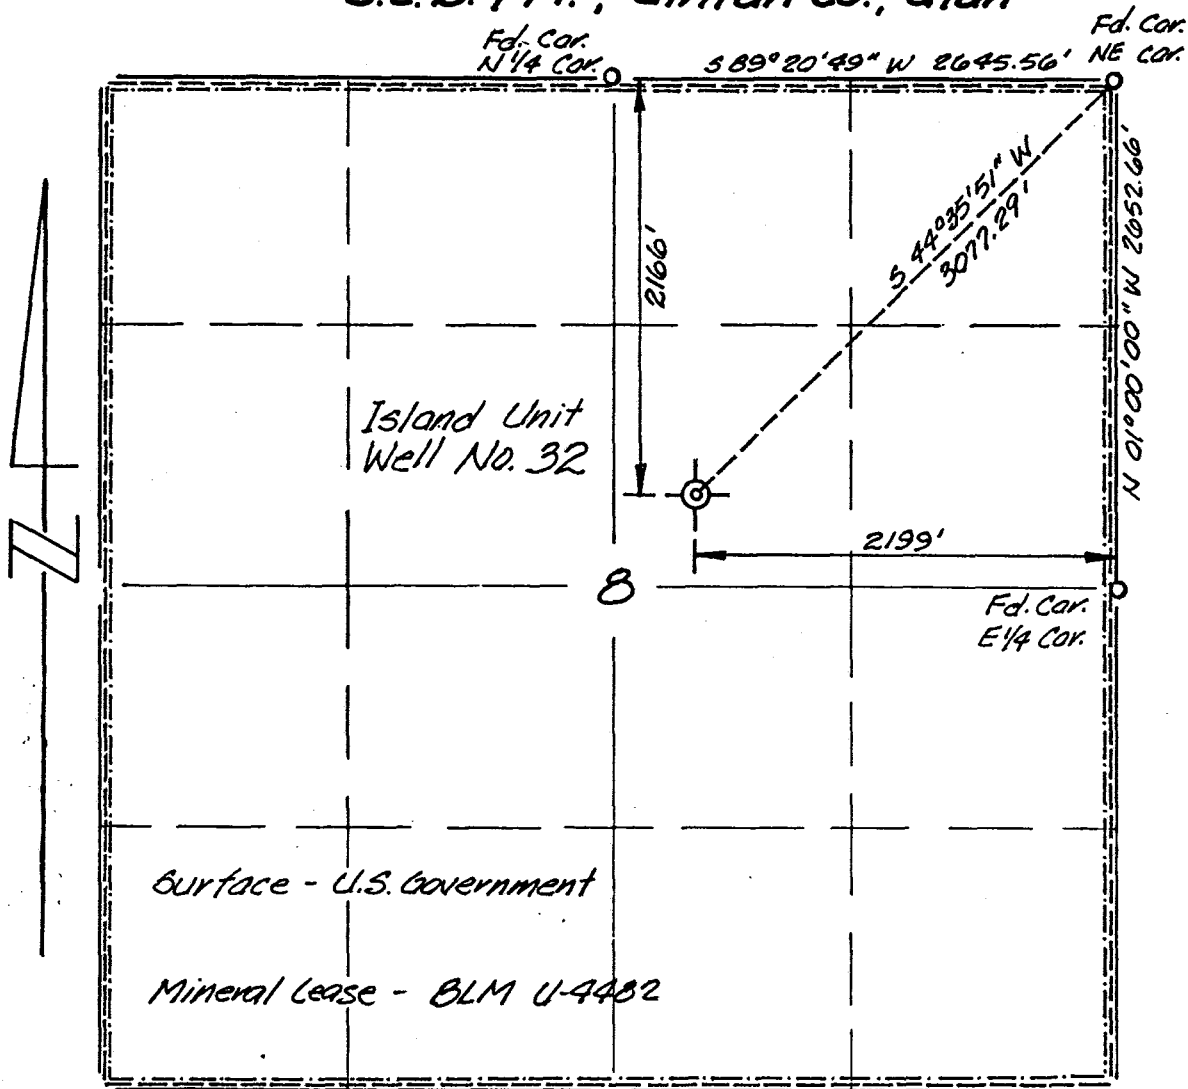 Fd. Cor.
N 1/4 Cor.
S 89°20'49" W 2645.56'
Fd. Cor.
NE Cor.
S 44°35'51" W
3077.29'
N 01°00'00" W 2652.66'
2166'
Island Unit
Well No. 32
2199'
8
Fd. Cor.
E 1/4 Cor.
N
Surface - U.S. Government
Mineral Lease - BLM U-4482